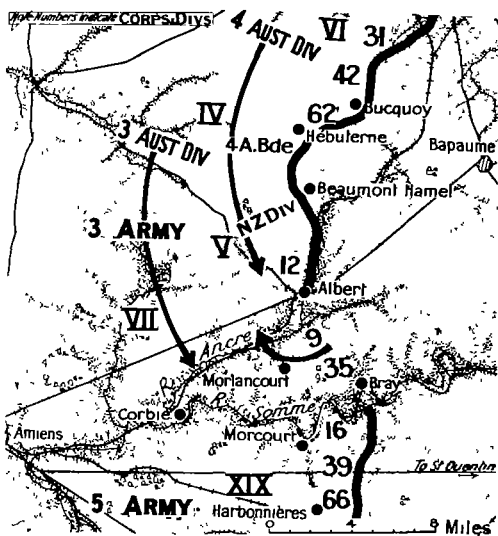 Note Numbers indicate CORPS.DIVS
4 AUST DIV
VI
31
42
IV
62
Bucquoy
3 AUST DIV
4 A.Bde
Hébuterne
Bapaume
Beaumont Hamel
NZ DIV
3 ARMY
V
12
Albert
VII
9
Ancre
35
Morlancourt
Bray
R. Somme
Corbie
16
Amiens
Morcourt
39
To St Quentin
XIX
5 ARMY
66
Harbonnières
0 4 8 Miles